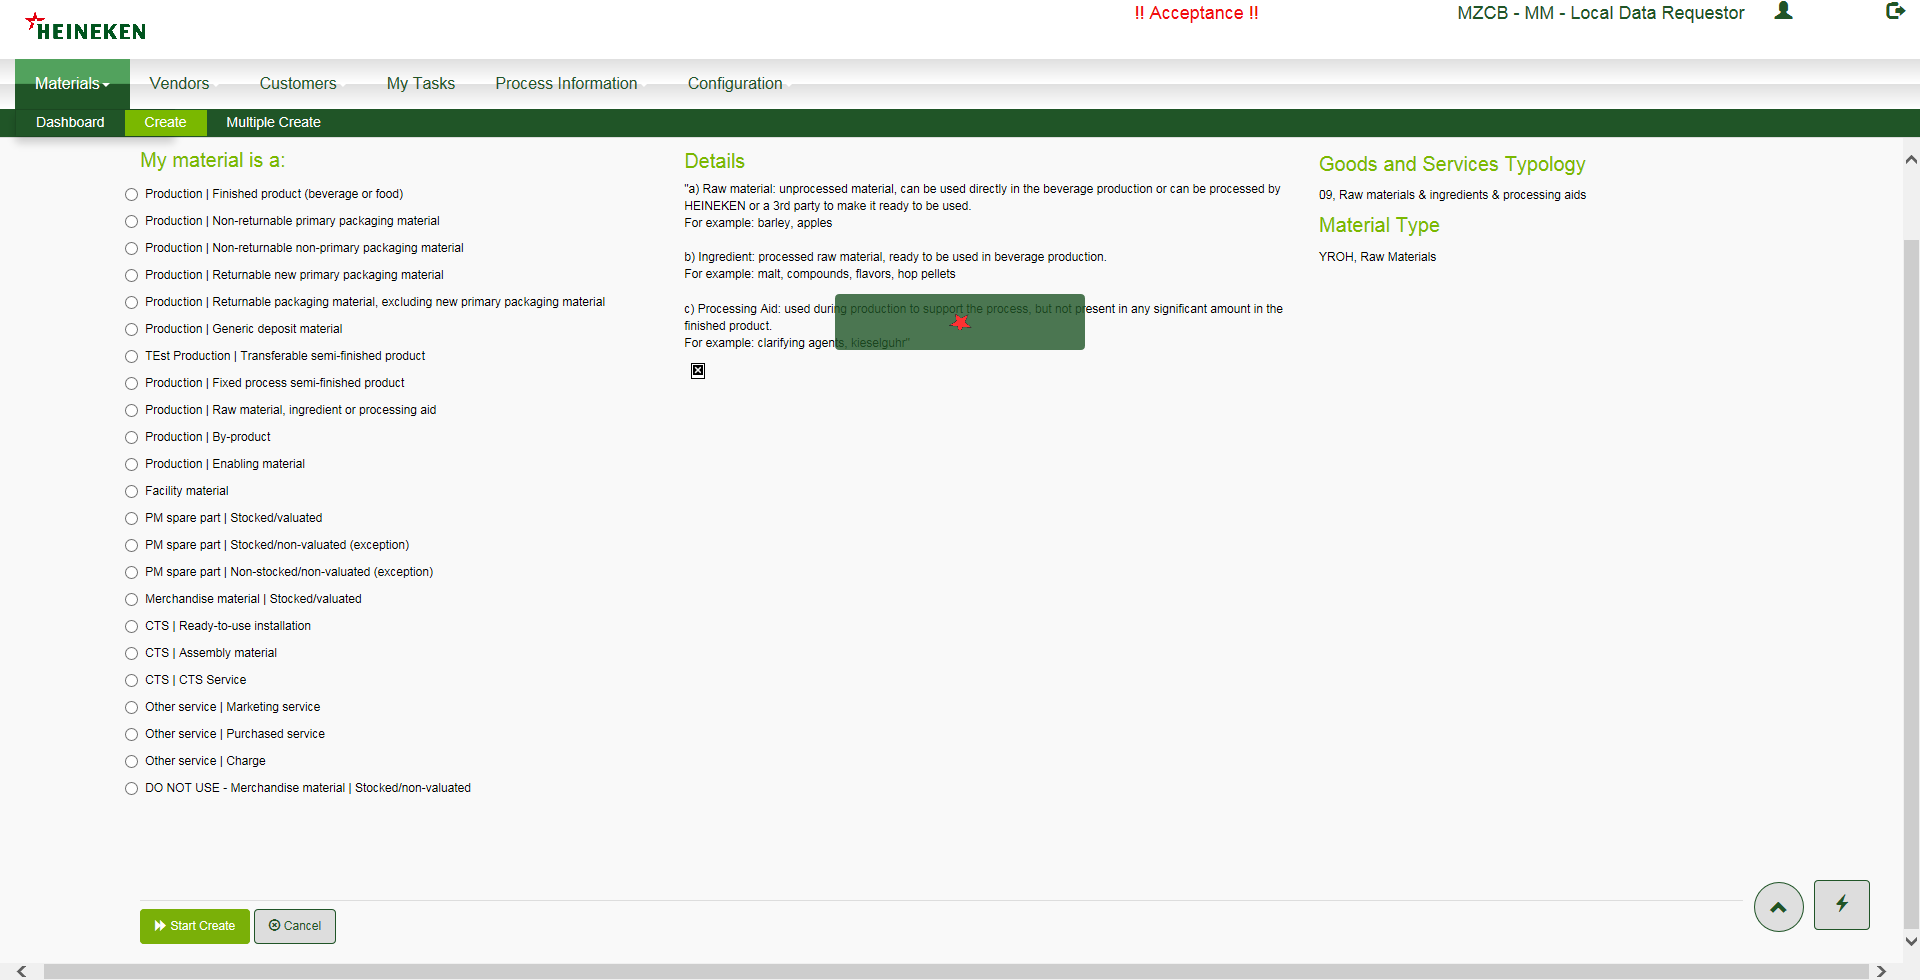 HEINEKEN
!! Acceptance !!
MZCB - MM - Local Data Requestor
Materials
Vendors
Customers
My Tasks
Process Information
Configuration
Dashboard
Create
Multiple Create
My material is a:
Production | Finished product (beverage or food)
Production | Non-returnable primary packaging material
Production | Non-returnable non-primary packaging material
Production | Returnable new primary packaging material
Production | Returnable packaging material, excluding new primary packaging material
Production | Generic deposit material
TEst Production | Transferable semi-finished product
Production | Fixed process semi-finished product
Production | Raw material, ingredient or processing aid
Production | By-product
Production | Enabling material
Facility material
PM spare part | Stocked/valuated
PM spare part | Stocked/non-valuated (exception)
PM spare part | Non-stocked/non-valuated (exception)
Merchandise material | Stocked/valuated
CTS | Ready-to-use installation
CTS | Assembly material
CTS | CTS Service
Other service | Marketing service
Other service | Purchased service
Other service | Charge
DO NOT USE - Merchandise material | Stocked/non-valuated
Details
"a) Raw material: unprocessed material, can be used directly in the beverage production or can be processed by
HEINEKEN or a 3rd party to make it ready to be used.
For example: barley, apples
b) Ingredient: processed raw material, ready to be used in beverage production.
For example: malt, compounds, flavors, hop pellets
c) Processing Aid: used during production to support the process, but not present in any significant amount in the
finished product.
For example: clarifying agents, kieselguhr"
Goods and Services Typology
09, Raw materials & ingredients & processing aids
Material Type
YROH, Raw Materials
Start Create
Cancel